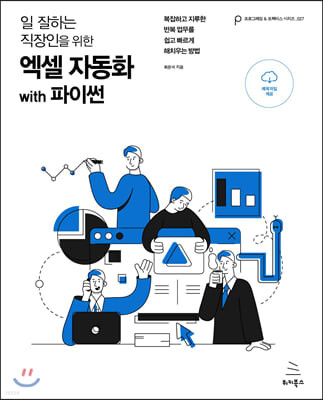 일 잘하는
직장인을 위한
엑셀 자동화
with 파이썬
복잡하고 지루한
반복 업무를
쉽고 빠르게
해치우는 방법
최은석 지음
프로그래밍 & 프랙티스 시리즈_027
예제파일
제공
위키북스